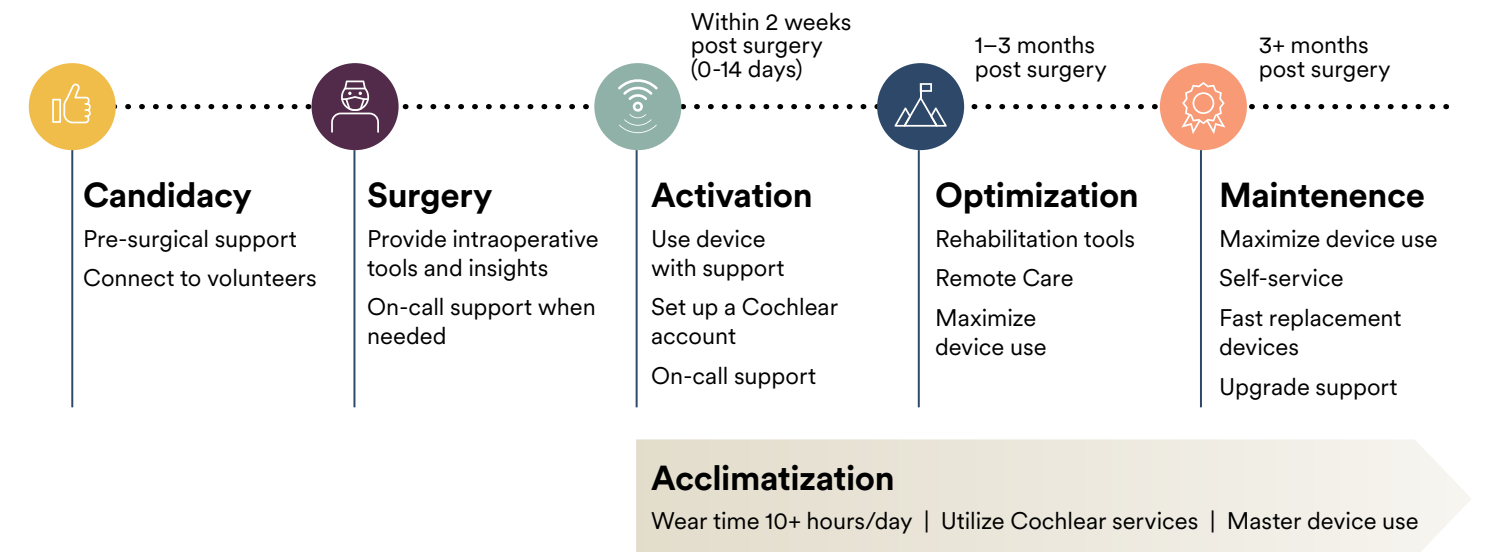 Within 2 weeks
post surgery
(0-14 days)
1–3 months
post surgery
3+ months
post surgery
Candidacy
Pre-surgical support
Connect to volunteers
Surgery
Provide intraoperative
tools and insights
On-call support when
needed
Activation
Use device
with support
Set up a Cochlear
account
On-call support
Optimization
Rehabilitation tools
Remote Care
Maximize
device use
Maintenence
Maximize device use
Self-service
Fast replacement
devices
Upgrade support
Acclimatization
Wear time 10+ hours/day | Utilize Cochlear services | Master device use